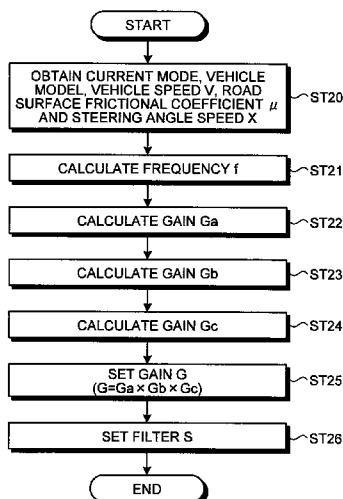 START
OBTAIN CURRENT MODE, VEHICLE
MODEL, VEHICLE SPEED V, ROAD
SURFACE FRICTIONAL COEFFICIENT μ
AND STEERING ANGLE SPEED X
ST20
CALCULATE FREQUENCY f
ST21
CALCULATE GAIN Ga
ST22
CALCULATE GAIN Gb
ST23
CALCULATE GAIN Gc
ST24
SET GAIN G
(G=Ga×Gb×Gc)
ST25
SET FILTER S
ST26
END